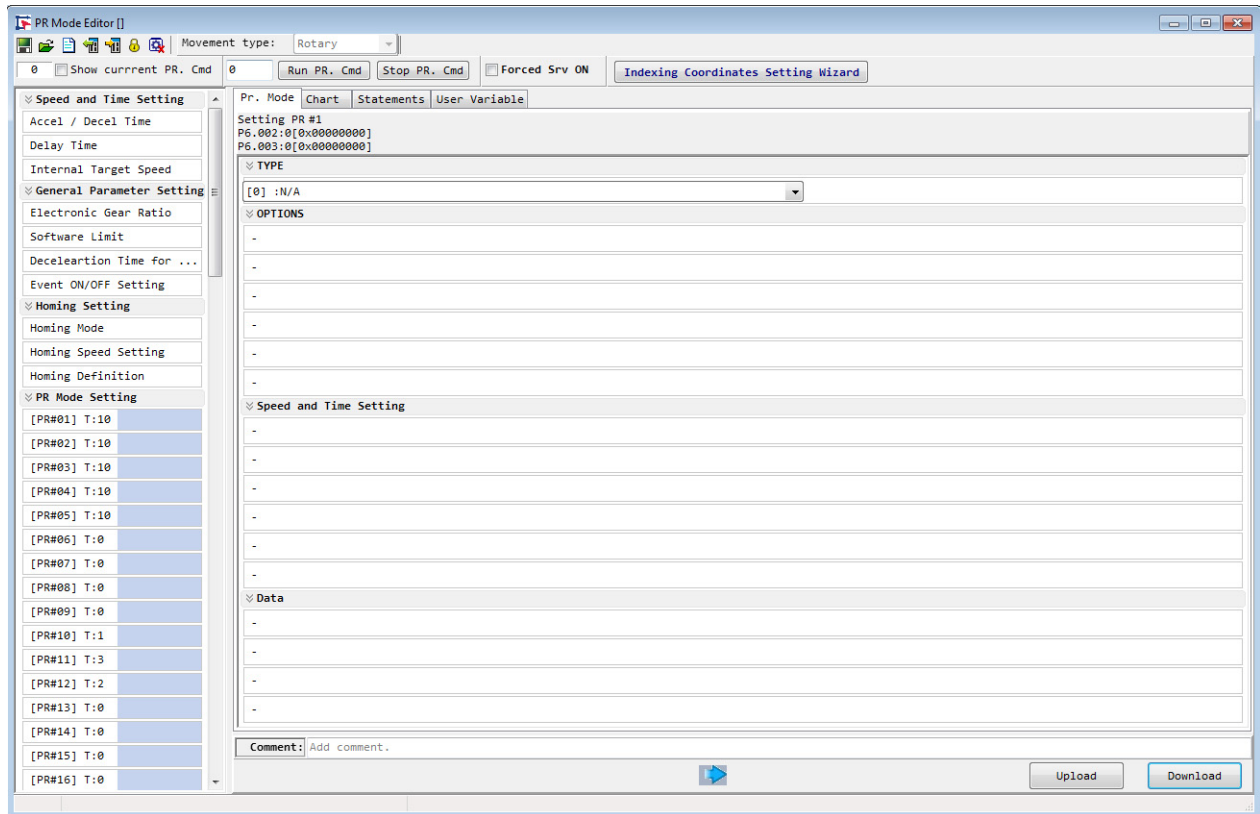 PR Mode Editor []
Movement type: Rotary
0 Show currrent PR. Cmd 0 Run PR. Cmd Stop PR. Cmd Forced Srv ON Indexing Coordinates Setting Wizard
Speed and Time Setting
Accel / Decel Time
Delay Time
Internal Target Speed
General Parameter Setting
Electronic Gear Ratio
Software Limit
Deceleartion Time for ...
Event ON/OFF Setting
Homing Setting
Homing Mode
Homing Speed Setting
Homing Definition
PR Mode Setting
[PR#01] T:10
[PR#02] T:10
[PR#03] T:10
[PR#04] T:10
[PR#05] T:10
[PR#06] T:0
[PR#07] T:0
[PR#08] T:0
[PR#09] T:0
[PR#10] T:1
[PR#11] T:3
[PR#12] T:2
[PR#13] T:0
[PR#14] T:0
[PR#15] T:0
[PR#16] T:0
Pr. Mode Chart Statements User Variable
Setting PR #1
P6.002:0[0x00000000]
P6.003:0[0x00000000]
TYPE
[0] :N/A
OPTIONS
-
-
-
-
-
-
Speed and Time Setting
-
-
-
-
-
-
Data
-
-
-
-
Comment: Add comment.
Upload Download